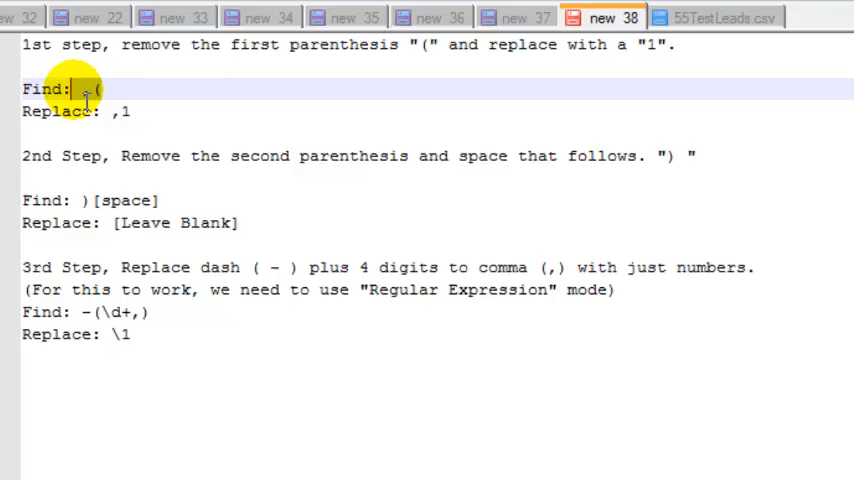 new 32 new 22 new 33 new 34 new 35 new 36 new 37 new 38 55TestLeads.csv
1st step, remove the first parenthesis "(" and replace with a "1".
Find: ,(
Replace: ,1
2nd Step, Remove the second parenthesis and space that follows. ") "
Find: )[space]
Replace: [Leave Blank]
3rd Step, Replace dash ( - ) plus 4 digits to comma (,) with just numbers.
(For this to work, we need to use "Regular Expression" mode)
Find: -(\d+,)
Replace: \1